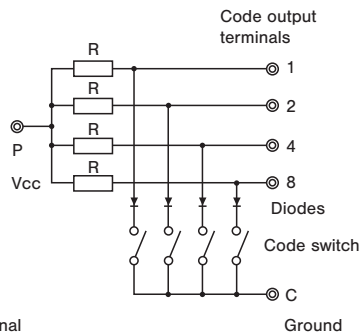 Code output
terminals
R
1
R
2
R
P
4
R
Vcc
8
Diodes
Code switch
C
nal
Ground